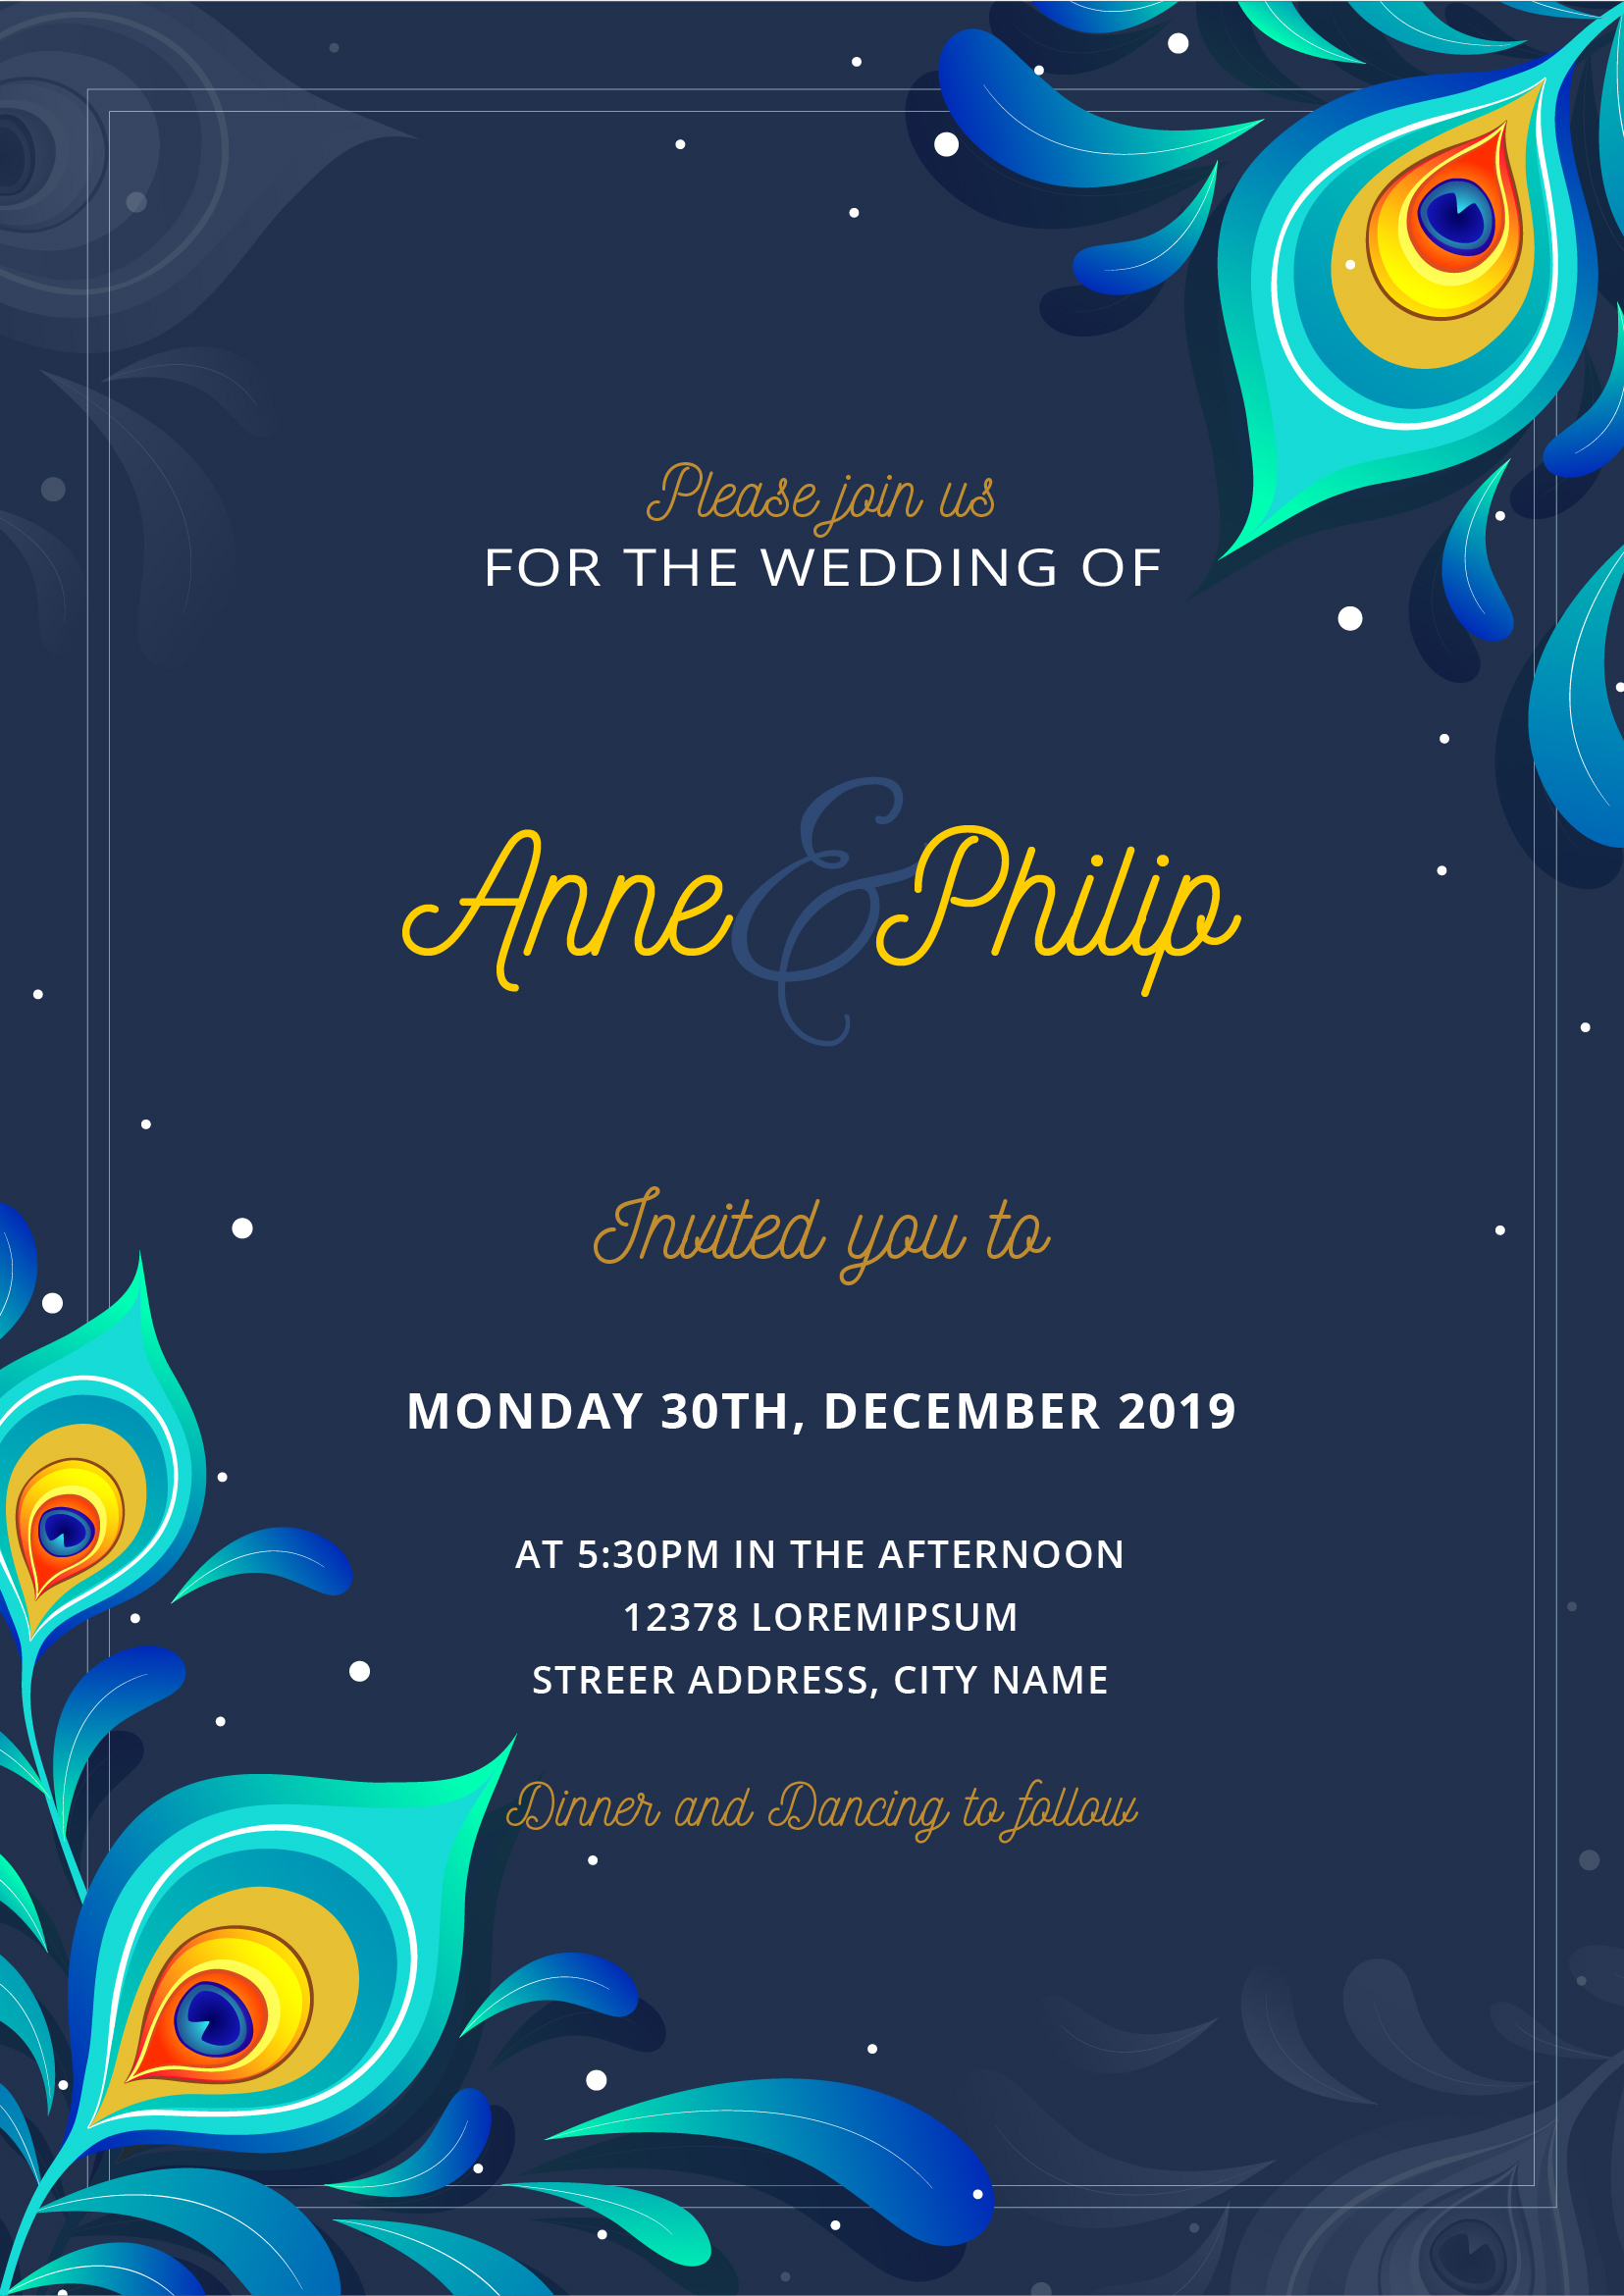 Please join us
FOR THE WEDDING OF
Anne & Philip
Invited you to
MONDAY 30TH, DECEMBER 2019
AT 5:30PM IN THE AFTERNOON
12378 LOREMIPSUM
STREER ADDRESS, CITY NAME
Dinner and Dancing to follow